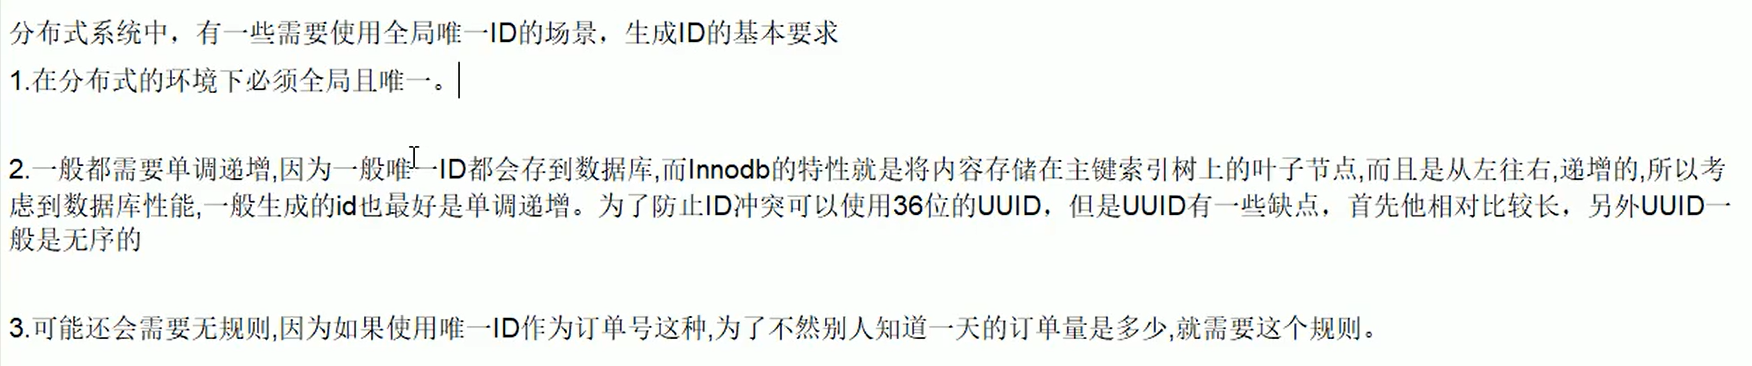 分布式系统中，有一些需要使用全局唯一ID的场景，生成ID的基本要求
1.在分布式的环境下必须全局且唯一。
2.一般都需要单调递增,因为一般唯一ID都会存到数据库,而Innodb的特性就是将内容存储在主键索引树上的叶子节点,而且是从左往右,递增的,所以考
虑到数据库性能,一般生成的id也最好是单调递增。为了防止ID冲突可以使用36位的UUID，但是UUID有一些缺点，首先他相对比较长，另外UUID一
般是无序的
3.可能还会需要无规则,因为如果使用唯一ID作为订单号这种,为了不然别人知道一天的订单量是多少,就需要这个规则。